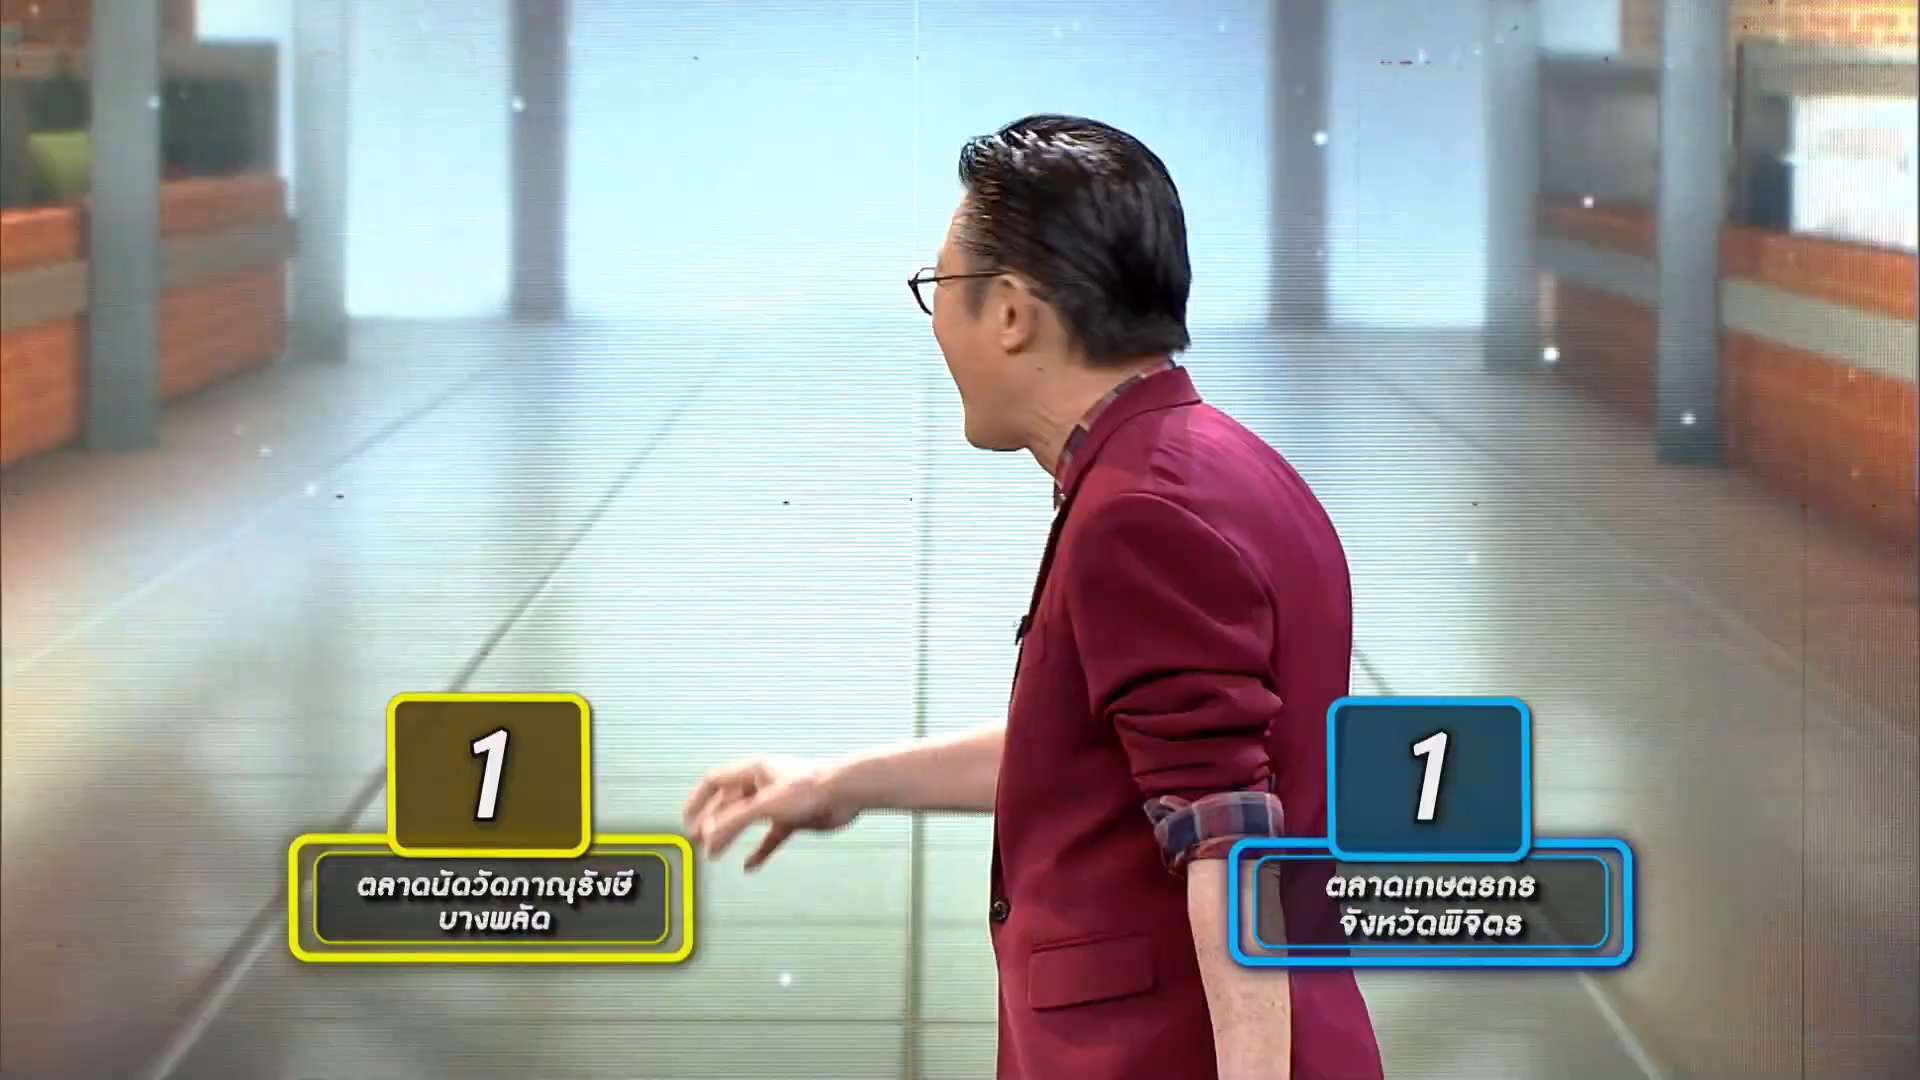 1
ตลาดนัดวัดภาณุรังษี
บางพลัด
1
ตลาดเกษตรกร
จังหวัดพิจิตร